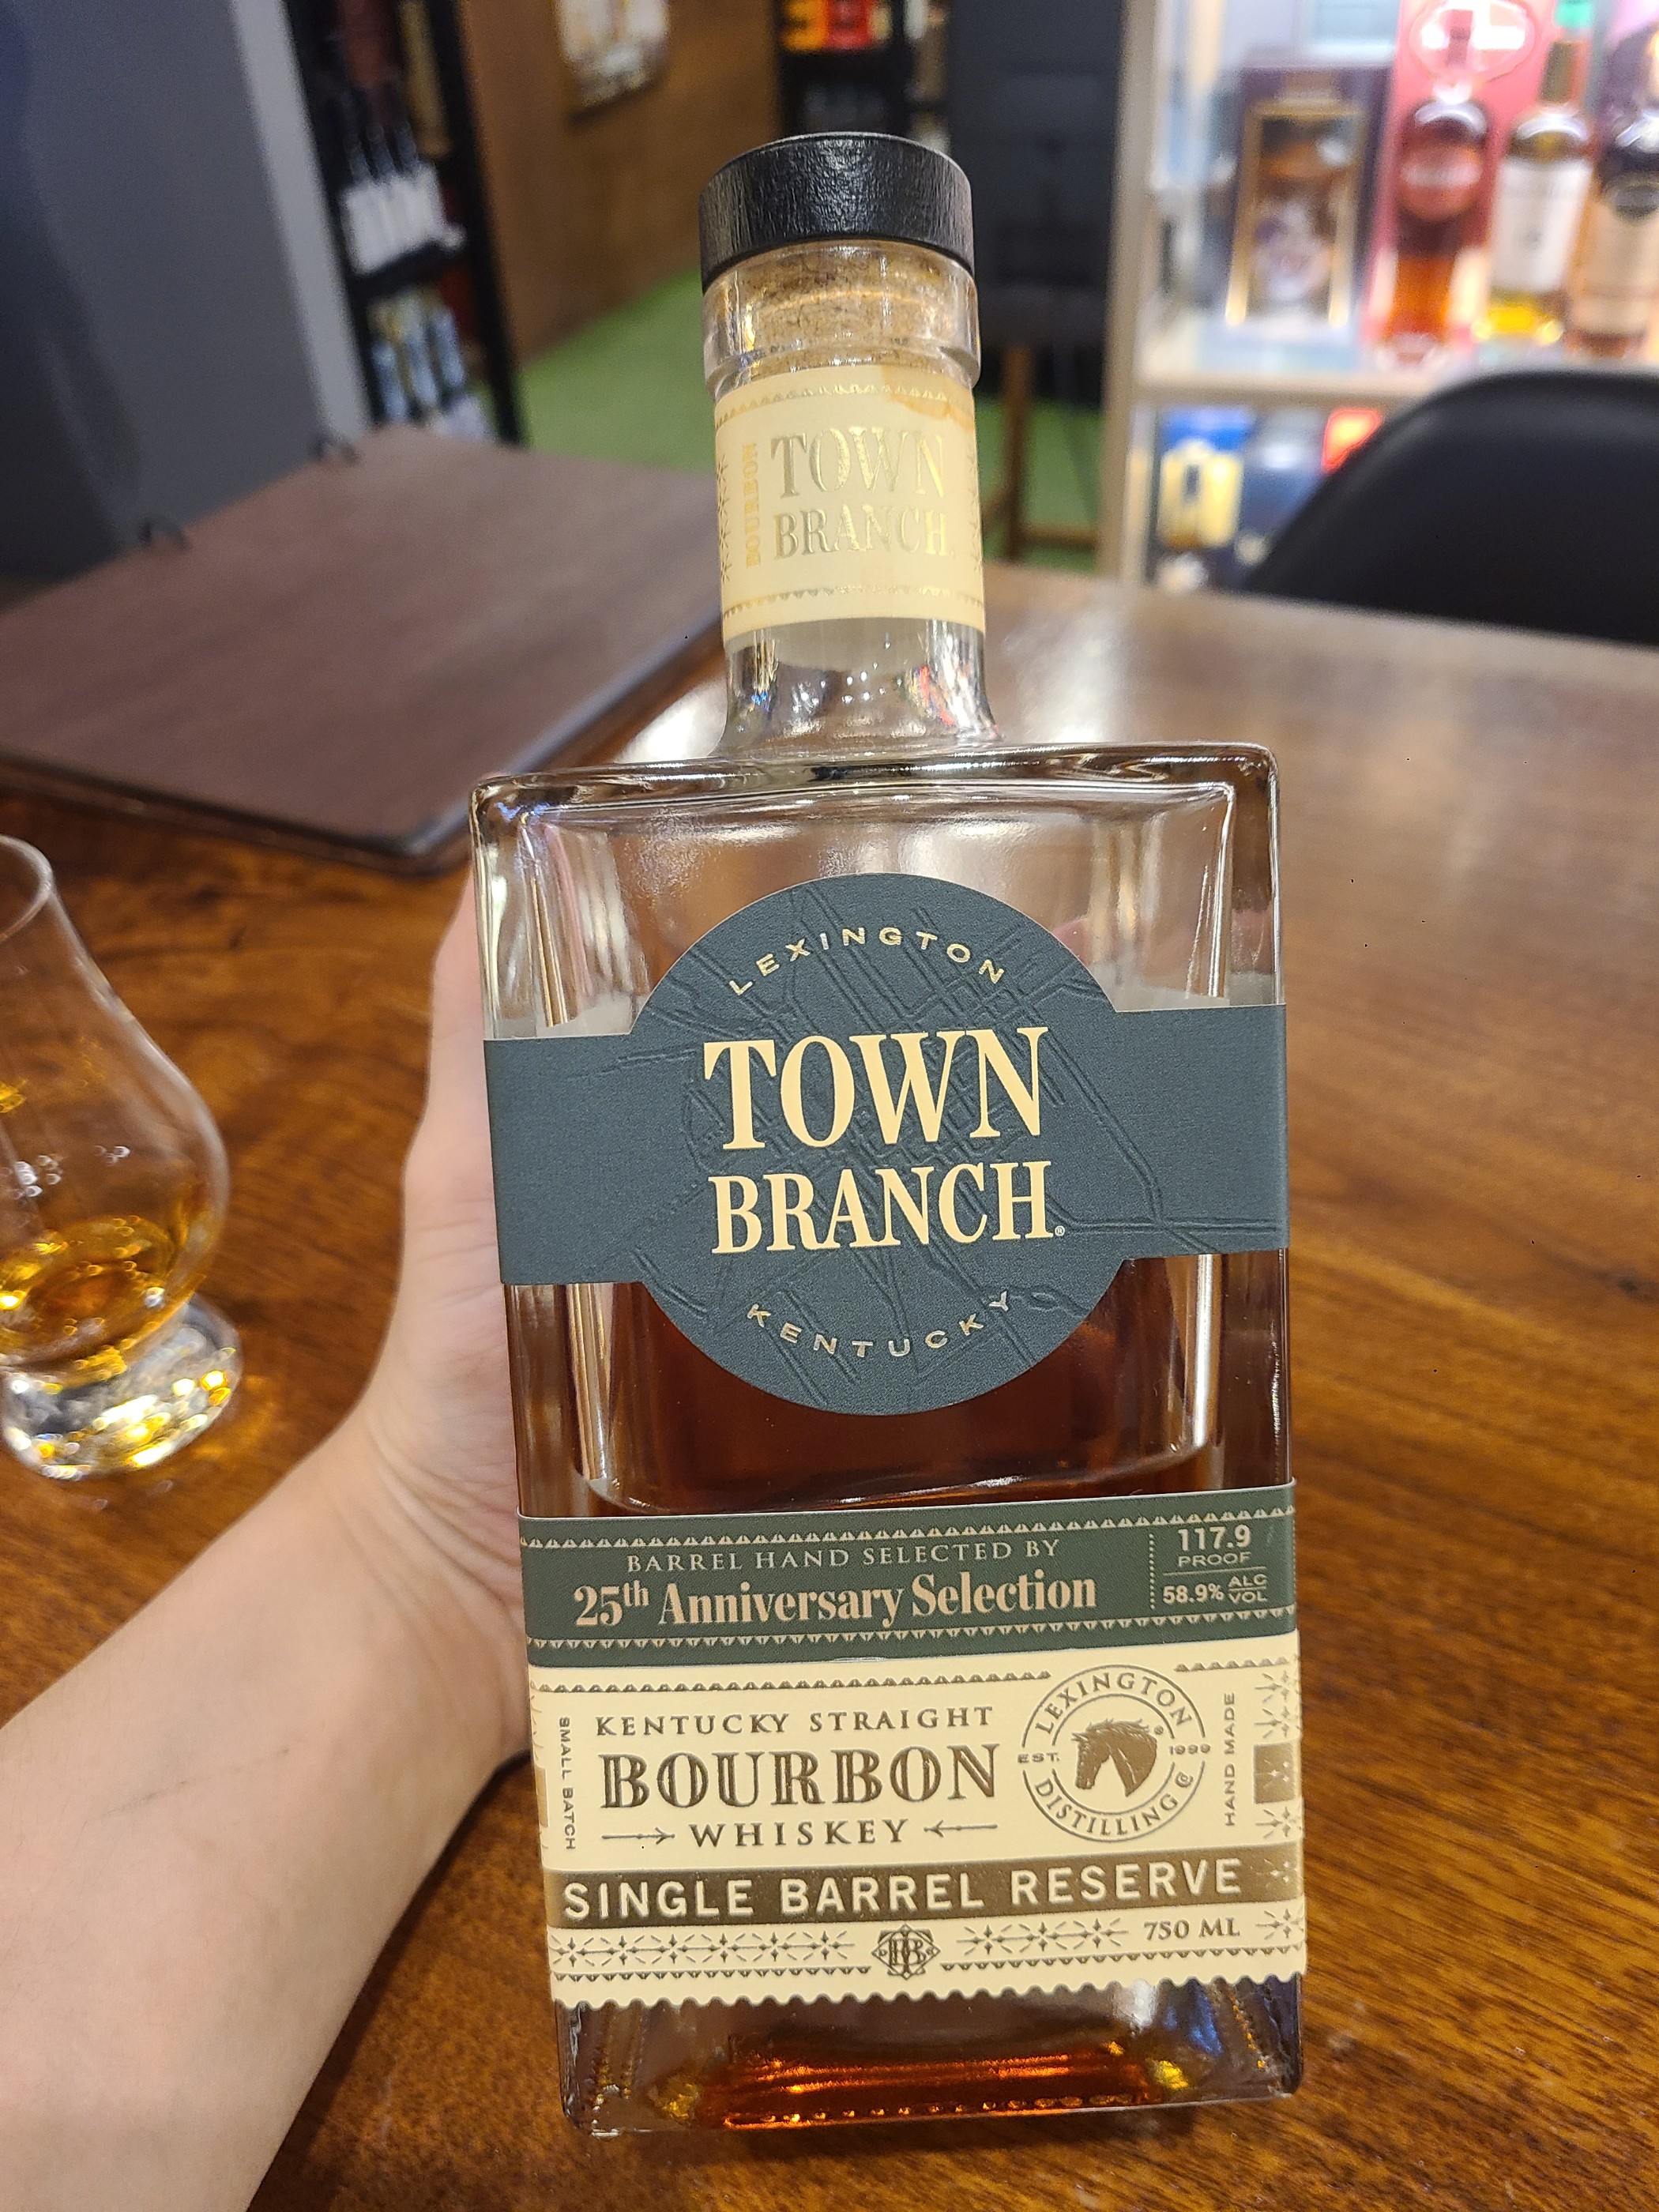 BOURBON
TOWN
BRANCH
LEXINGTON
TOWN
BRANCH®
KENTUCKY
BARREL HAND SELECTED BY
25th Anniversary Selection
117.9
PROOF
58.9% ALC
VOL
SMALL BATCH
KENTUCKY STRAIGHT
BOURBON
WHISKEY
LEXINGTON
EST. 1999
DISTILLING Co
HAND MADE
SINGLE BARREL RESERVE
750 ML